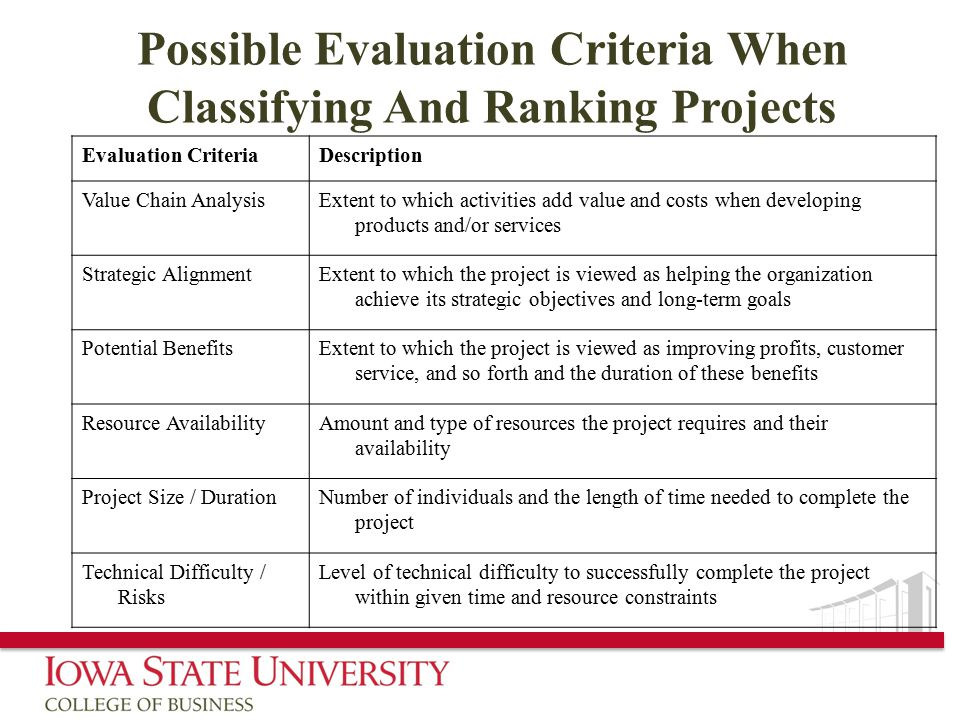 Possible Evaluation Criteria When
Classifying And Ranking Projects
Evaluation Criteria Description
Value Chain Analysis Extent to which activities add value and costs when developing
products and/or services
Strategic Alignment Extent to which the project is viewed as helping the organization
achieve its strategic objectives and long-term goals
Potential Benefits Extent to which the project is viewed as improving profits, customer
service, and so forth and the duration of these benefits
Resource Availability Amount and type of resources the project requires and their
availability
Project Size / Duration Number of individuals and the length of time needed to complete the
project
Technical Difficulty / Level of technical difficulty to successfully complete the project
Risks within given time and resource constraints
IOWA STATE UNIVERSITY
COLLEGE OF BUSINESS